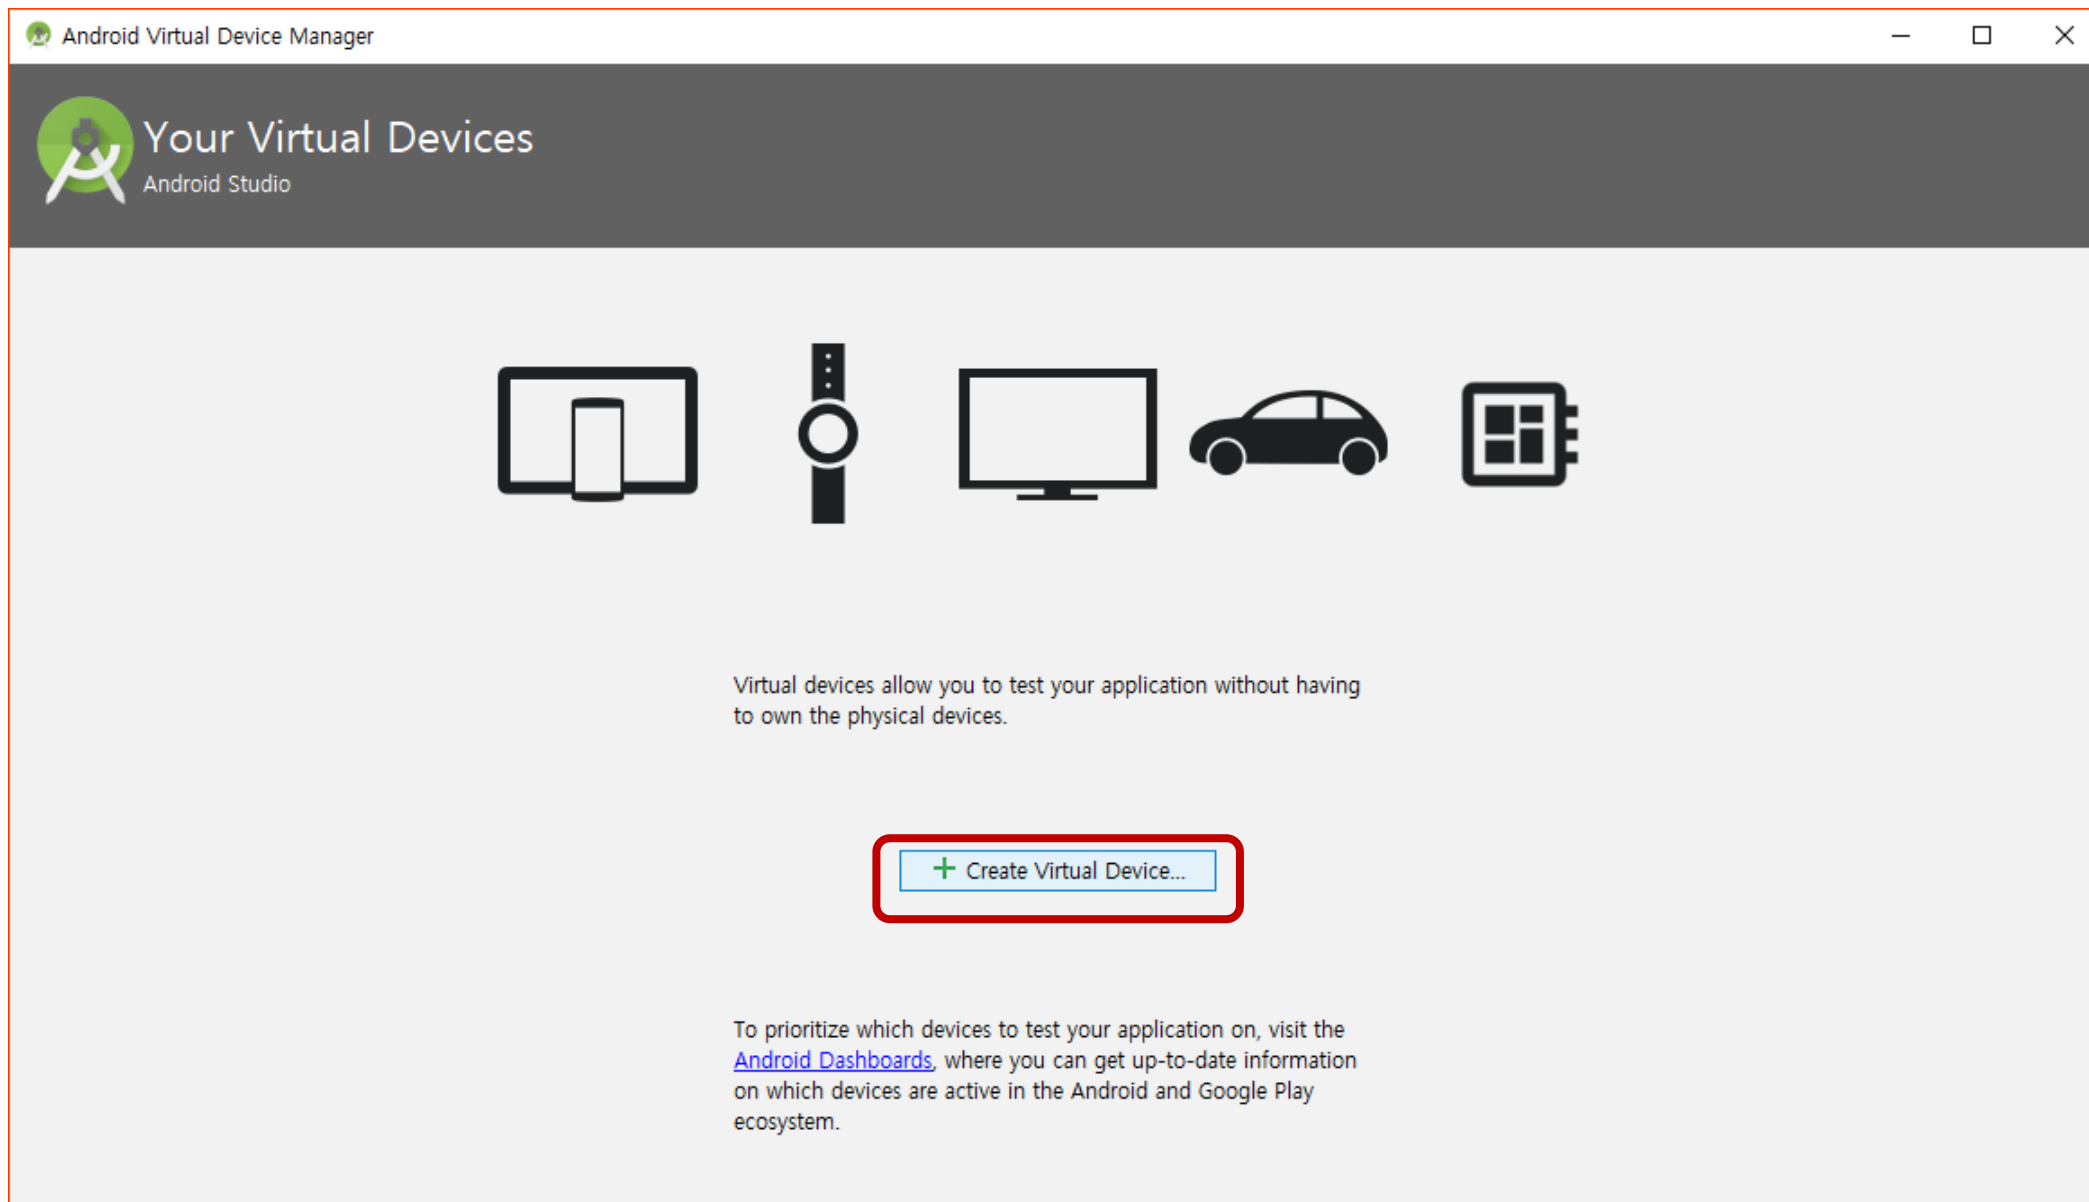 Android Virtual Device Manager
Your Virtual Devices
Android Studio
Virtual devices allow you to test your application without having
to own the physical devices.
Create Virtual Device...
To prioritize which devices to test your application on, visit the
Android Dashboards, where you can get up-to-date information
on which devices are active in the Android and Google Play
ecosystem.